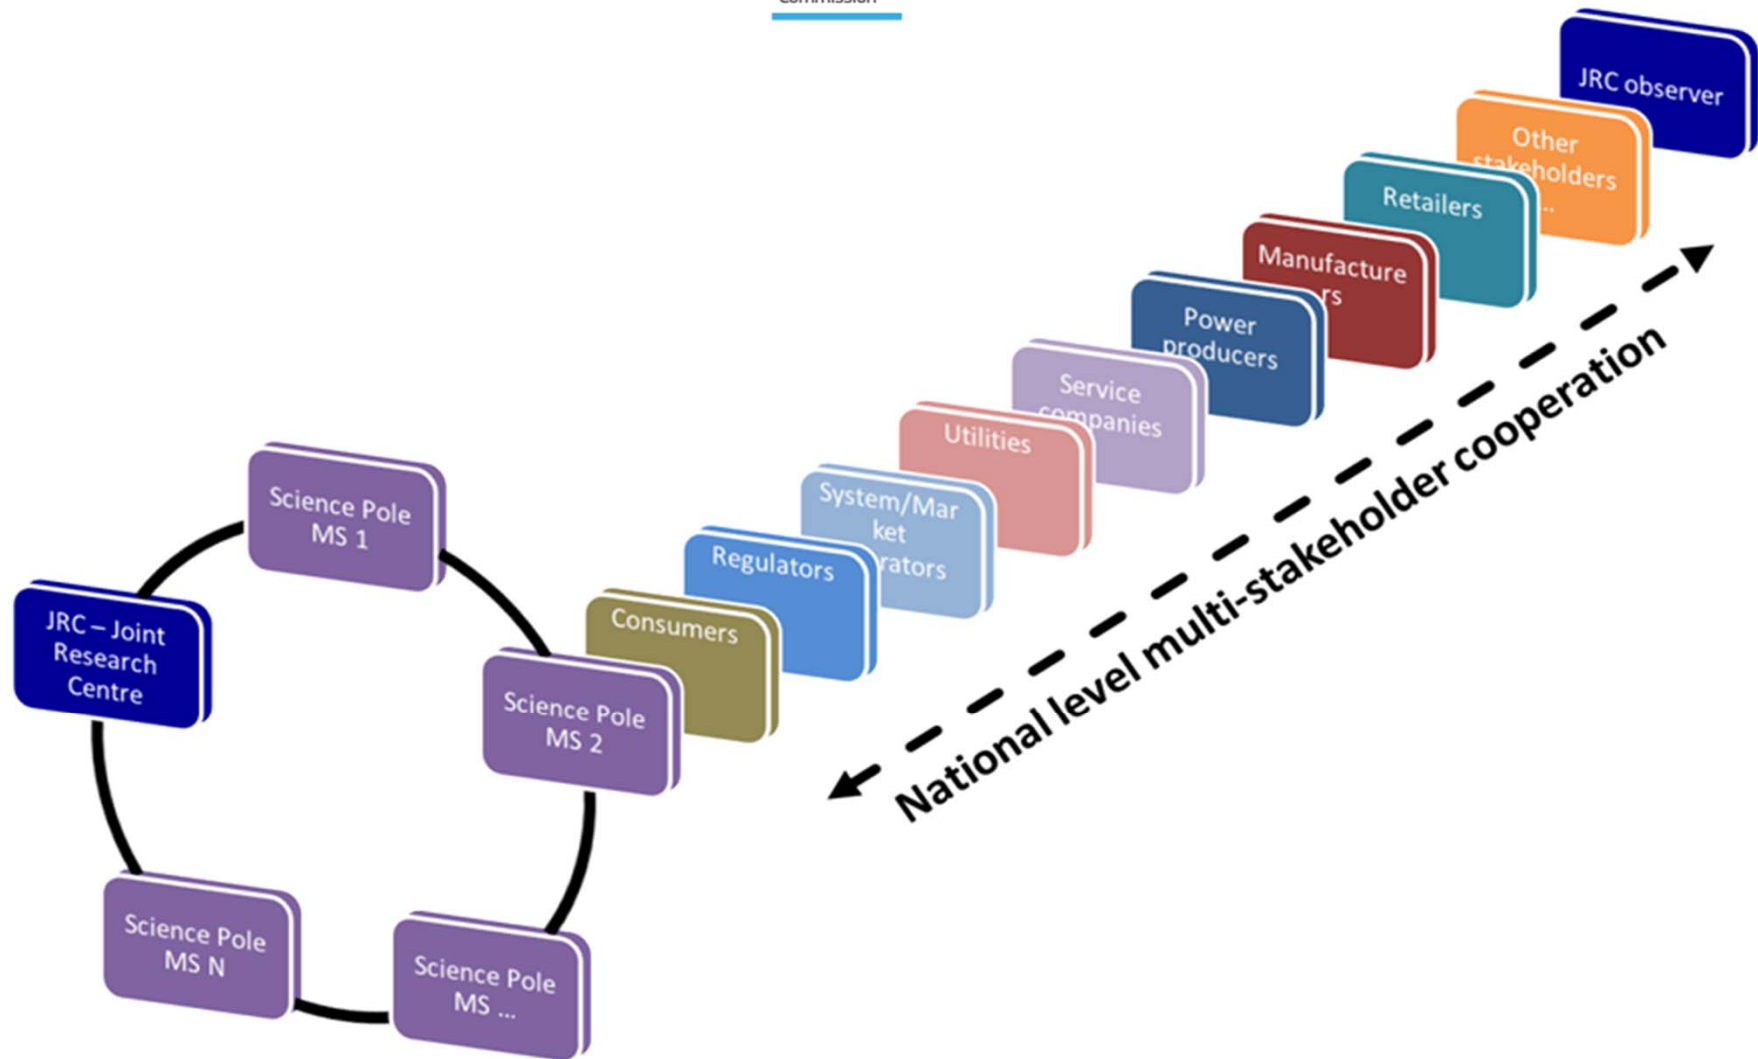 Commission
JRC observer
Other
stakeholders
...
Retailers
Manufacture
rs
Power
producers
Service
companies
Utilities
System/Mar
ket
rators
Regulators
Consumers
National level multi-stakeholder cooperation
Science Pole
MS 1
JRC – Joint
Research
Centre
Science Pole
MS 2
Science Pole
MS N
Science Pole
MS ...